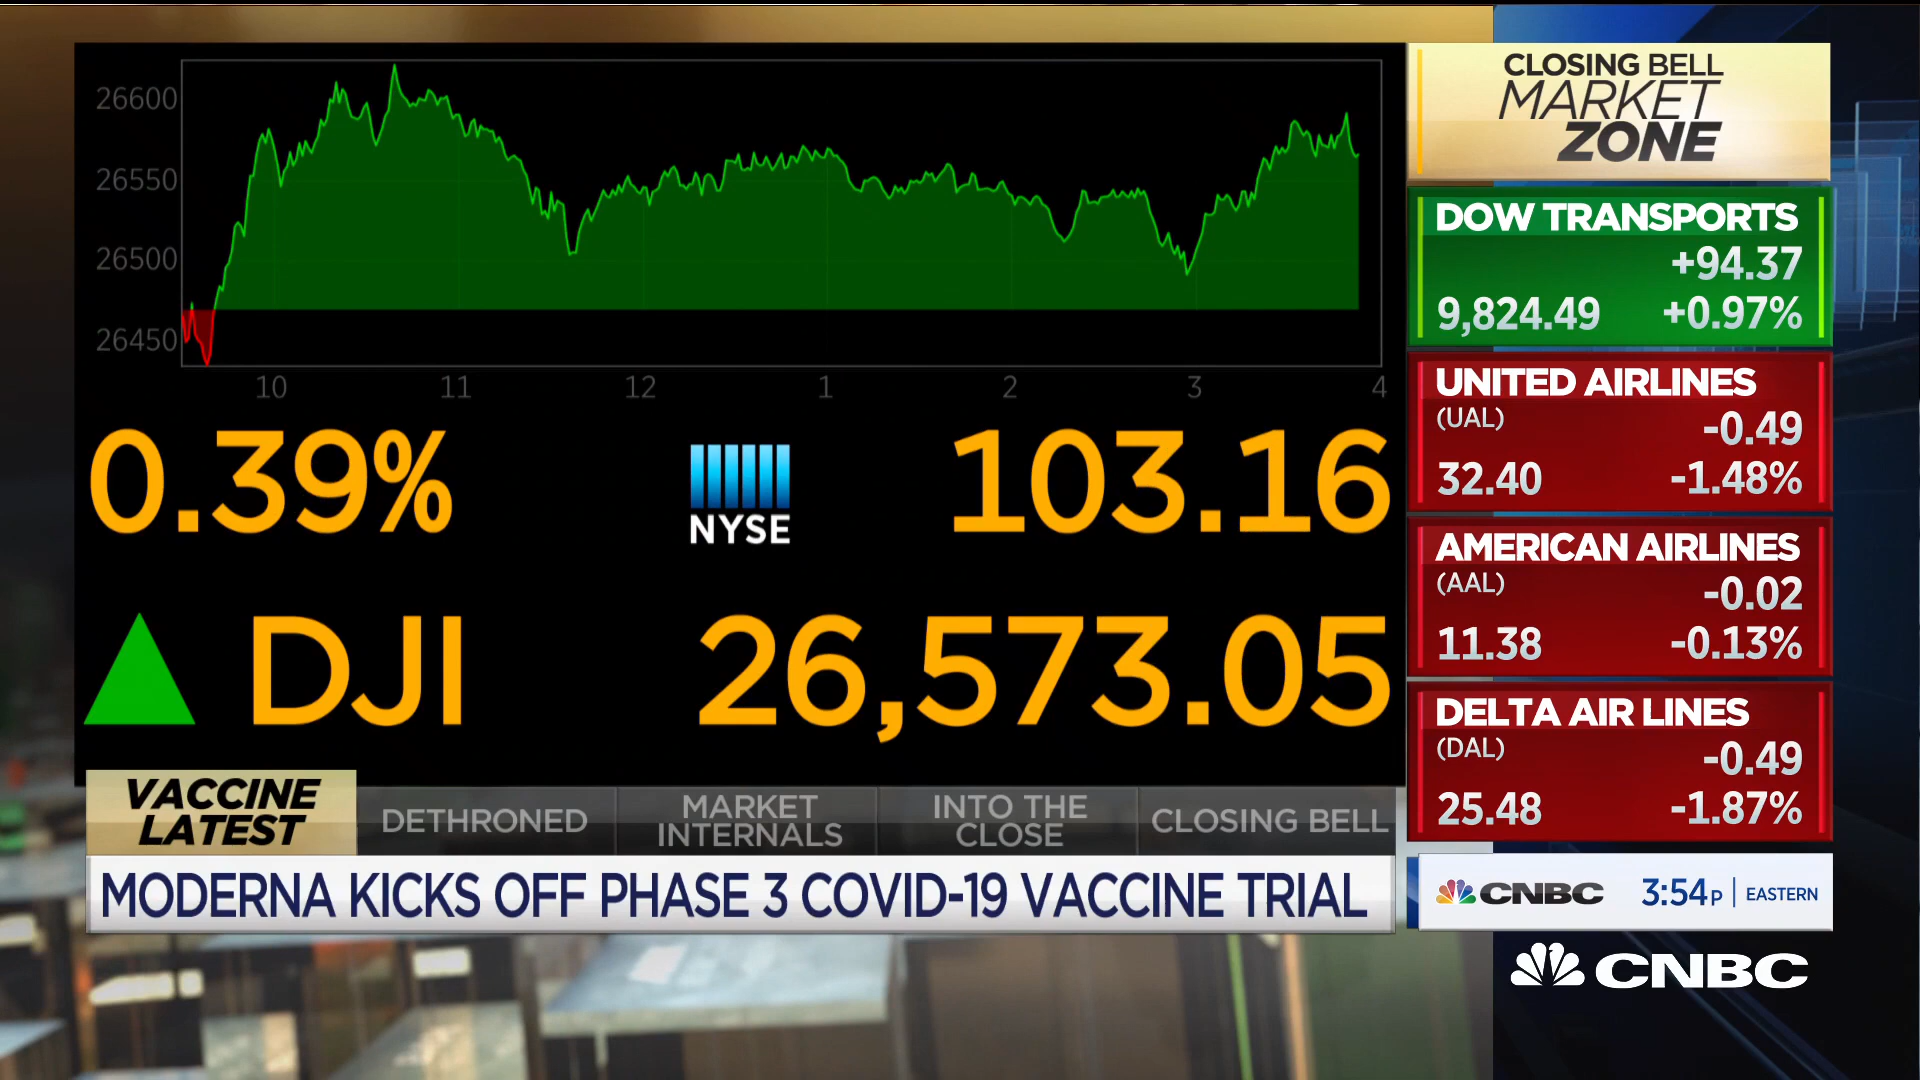 26600
26550
26500
26450
10 11 12 1 2 3 4
0.39% NYSE 103.16
DJI 26,573.05
CLOSING BELL
MARKET
ZONE
DOW TRANSPORTS
+94.37
9,824.49 +0.97%
UNITED AIRLINES
(UAL) -0.49
32.40 -1.48%
AMERICAN AIRLINES
(AAL) -0.02
11.38 -0.13%
DELTA AIR LINES
(DAL) -0.49
25.48 -1.87%
VACCINE
LATEST
DETHRONED
MARKET
INTERNALS
INTO THE
CLOSE
CLOSING BELL
MODERNA KICKS OFF PHASE 3 COVID-19 VACCINE TRIAL
CNBC 3:54P | EASTERN
CNBC